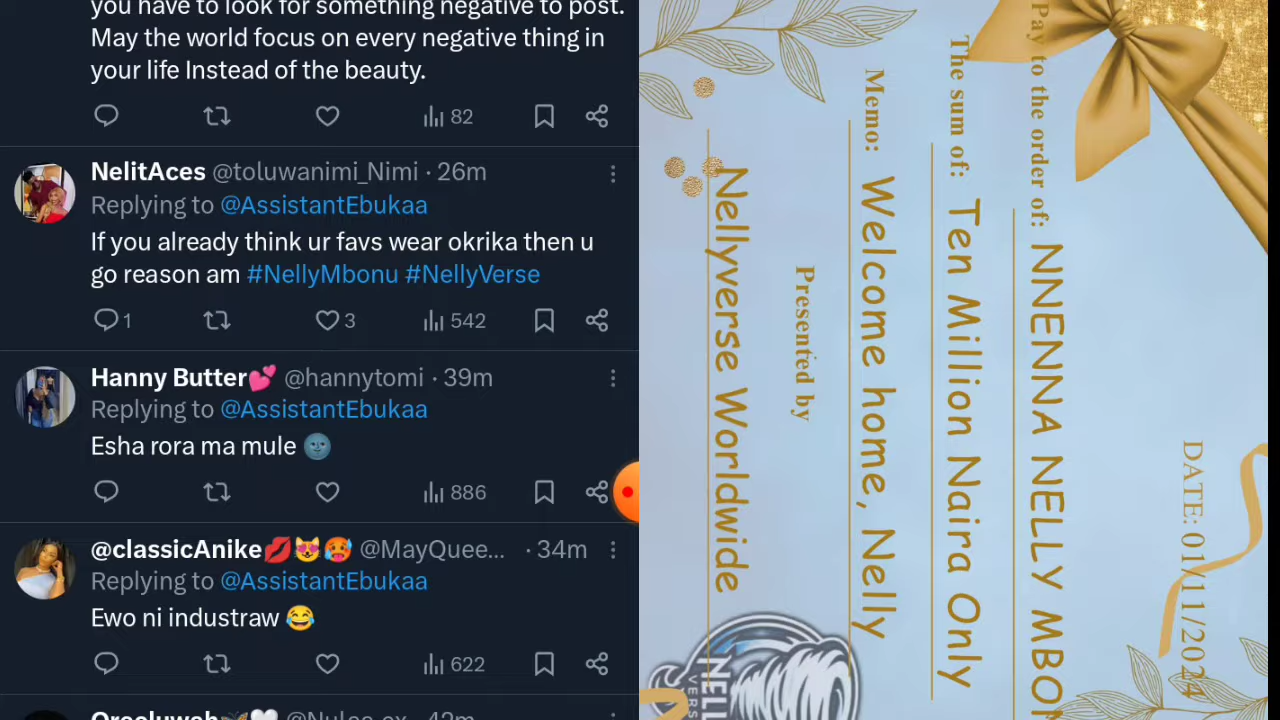 you have to look for something negative to post.
May the world focus on every negative thing in
your life Instead of the beauty.
82
NelitAces @toluwanimi_Nimi · 26m
Replying to @AssistantEbukaa
If you already think ur favs wear okrika then u
go reason am #NellyMbonu #NellyVerse
1 3 542
Hanny Butter💕 @hannytomi · 39m
Replying to @AssistantEbukaa
Esha rora ma mule 🌚
886
@classicAnike💋😻🥵 @MayQuee... · 34m
Replying to @AssistantEbukaa
Ewo ni industraw 😂
622
DATE: 01/11/2024
Pay to the order of: NNENNA NELLY MBON
The sum of: Ten Million Naira Only
Memo: Welcome home, Nelly
Presented by
Nellyverse Worldwide
NELL
VERS